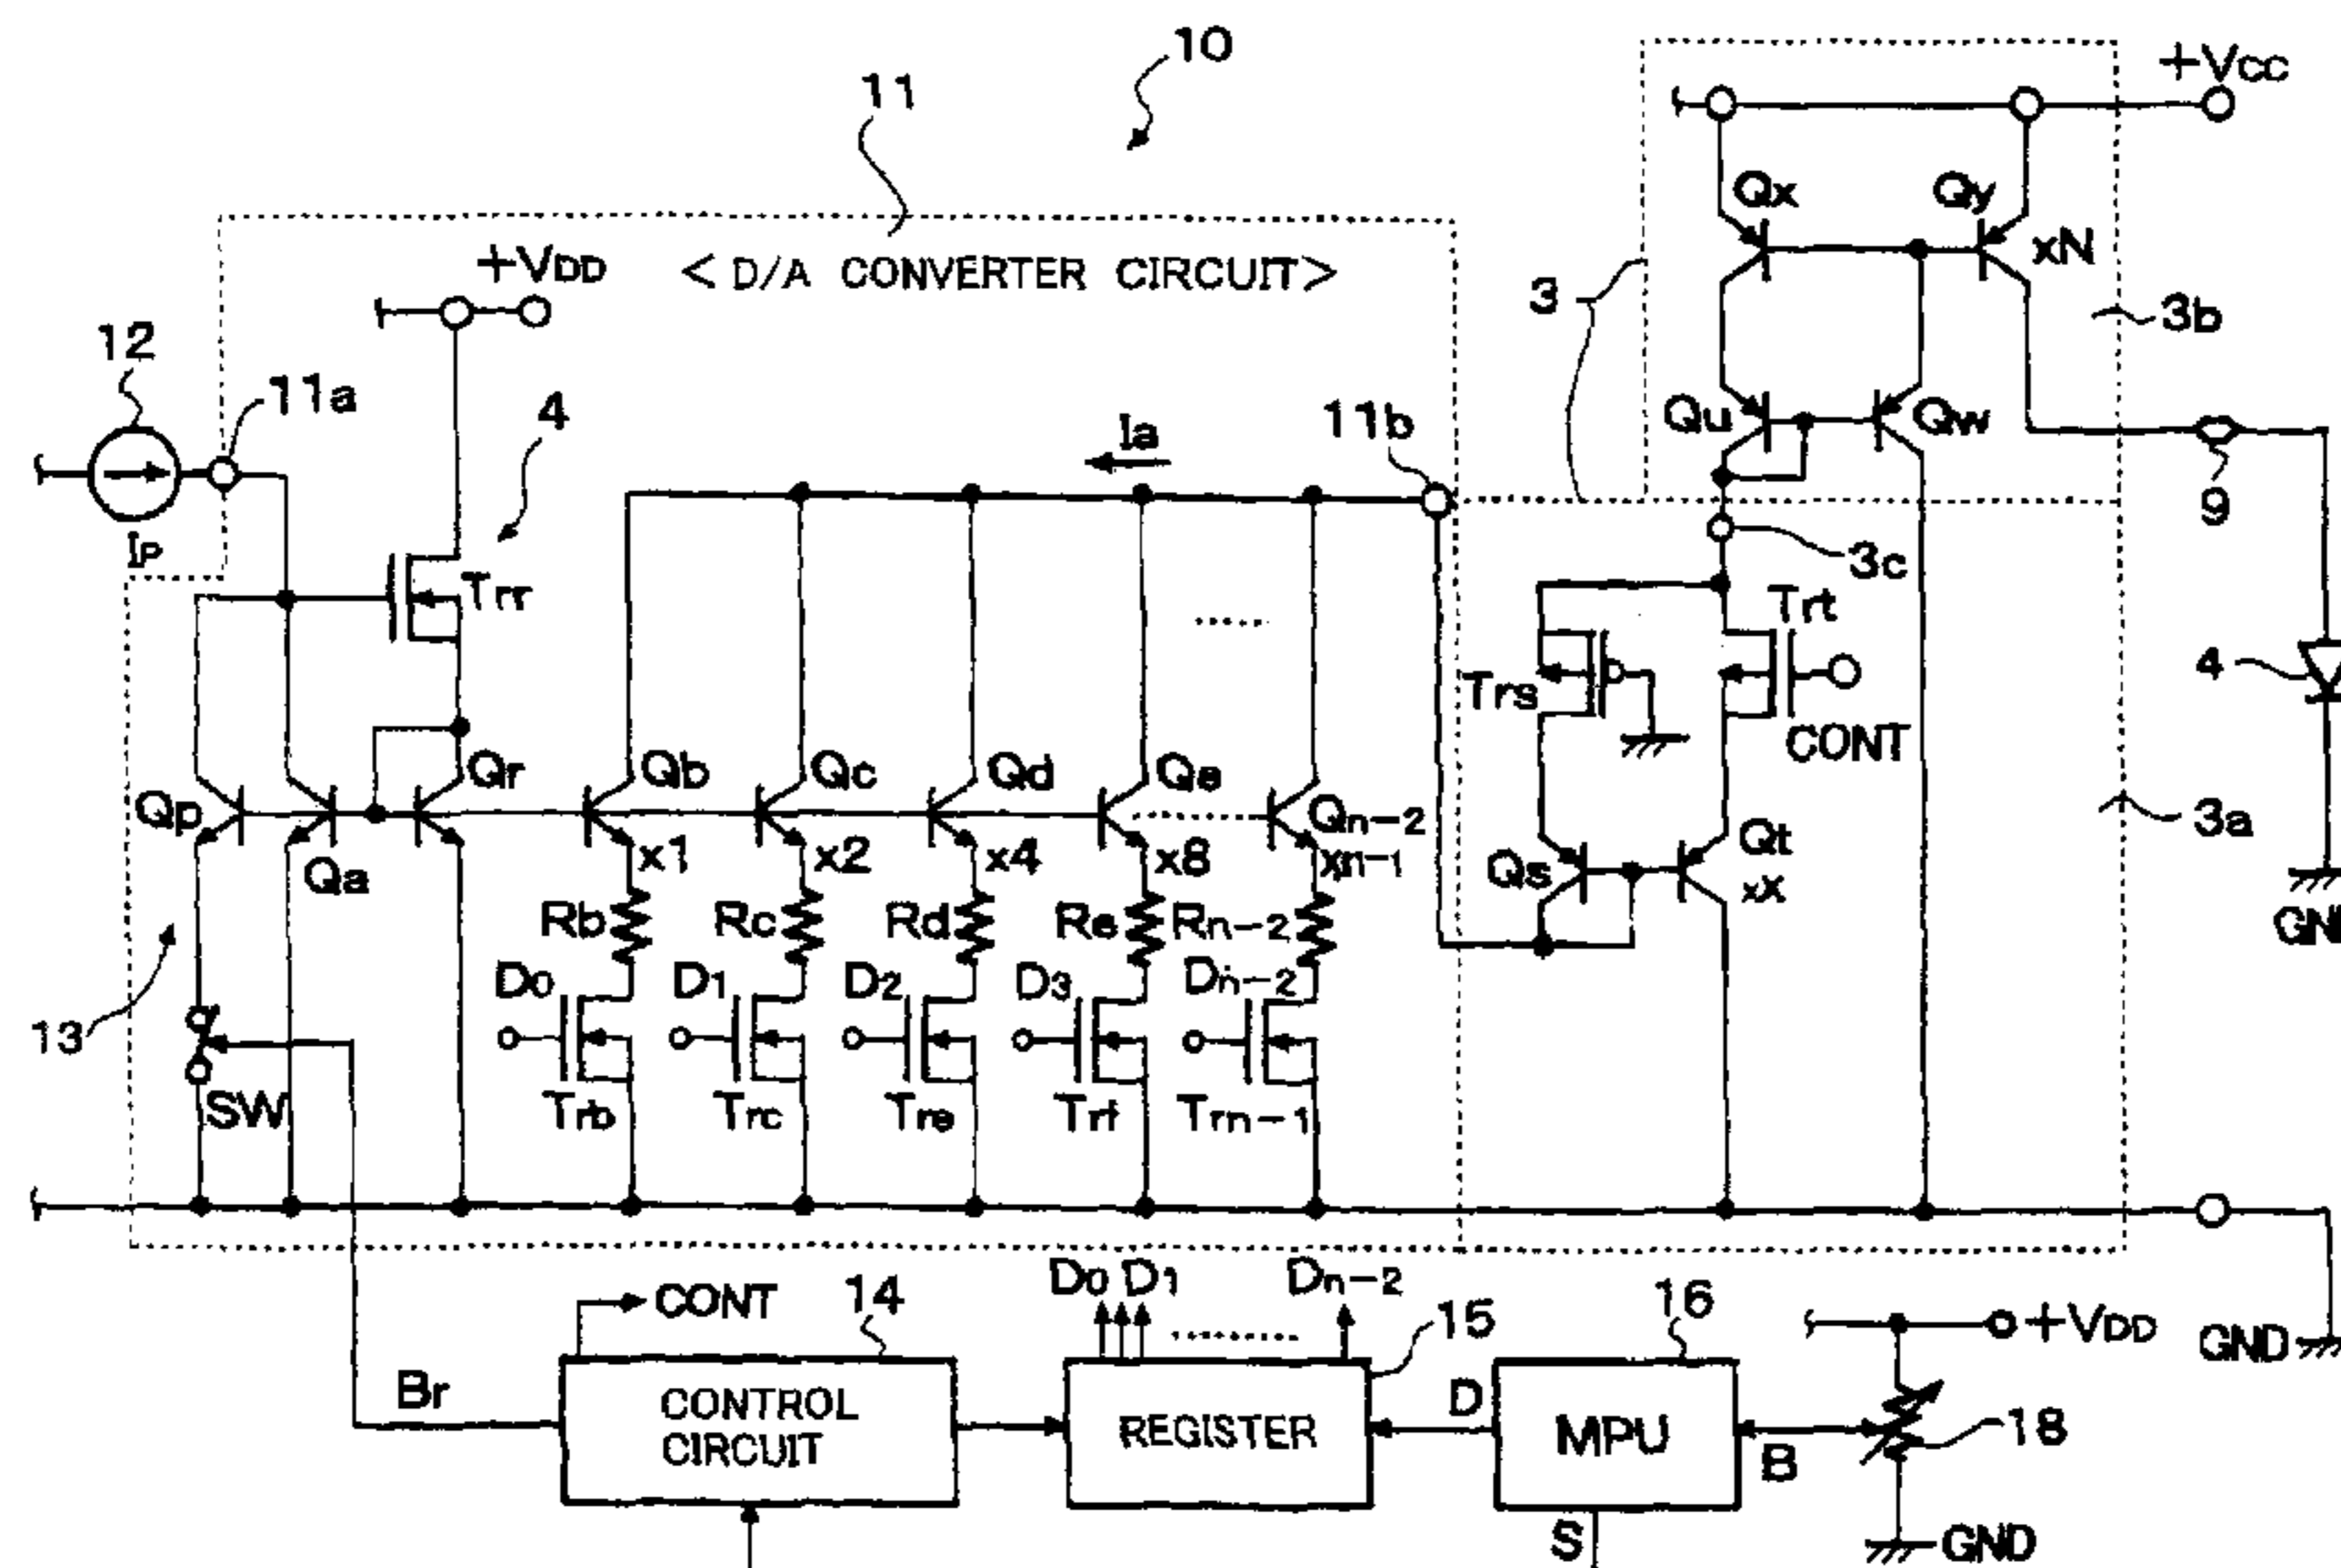 10
+VCC
11
Qx
Qy
xN
+VDD
< D/A CONVERTER CIRCUIT>
3
3b
12
11a
4
11b
Ia
Qu
Qw
9
IP
Trr
3c
Trt
Trs
4
CONT
Qp
Qa
Qr
Qb
Qc
Qd
Qe
Qn-2
x1
x2
x4
x8
xn-1
Qs
Qt
xX
3a
Rb
Rc
Rd
Re
Rn-2
GND
D0
D1
D2
D3
Dn-2
13
SW
Trb
Trc
Tre
Trf
Trn-1
CONT
14
D0 D1
Dn-2
15
16
+VDD
GND
Br
CONTROL
CIRCUIT
REGISTER
D
MPU
B
18
S
GND